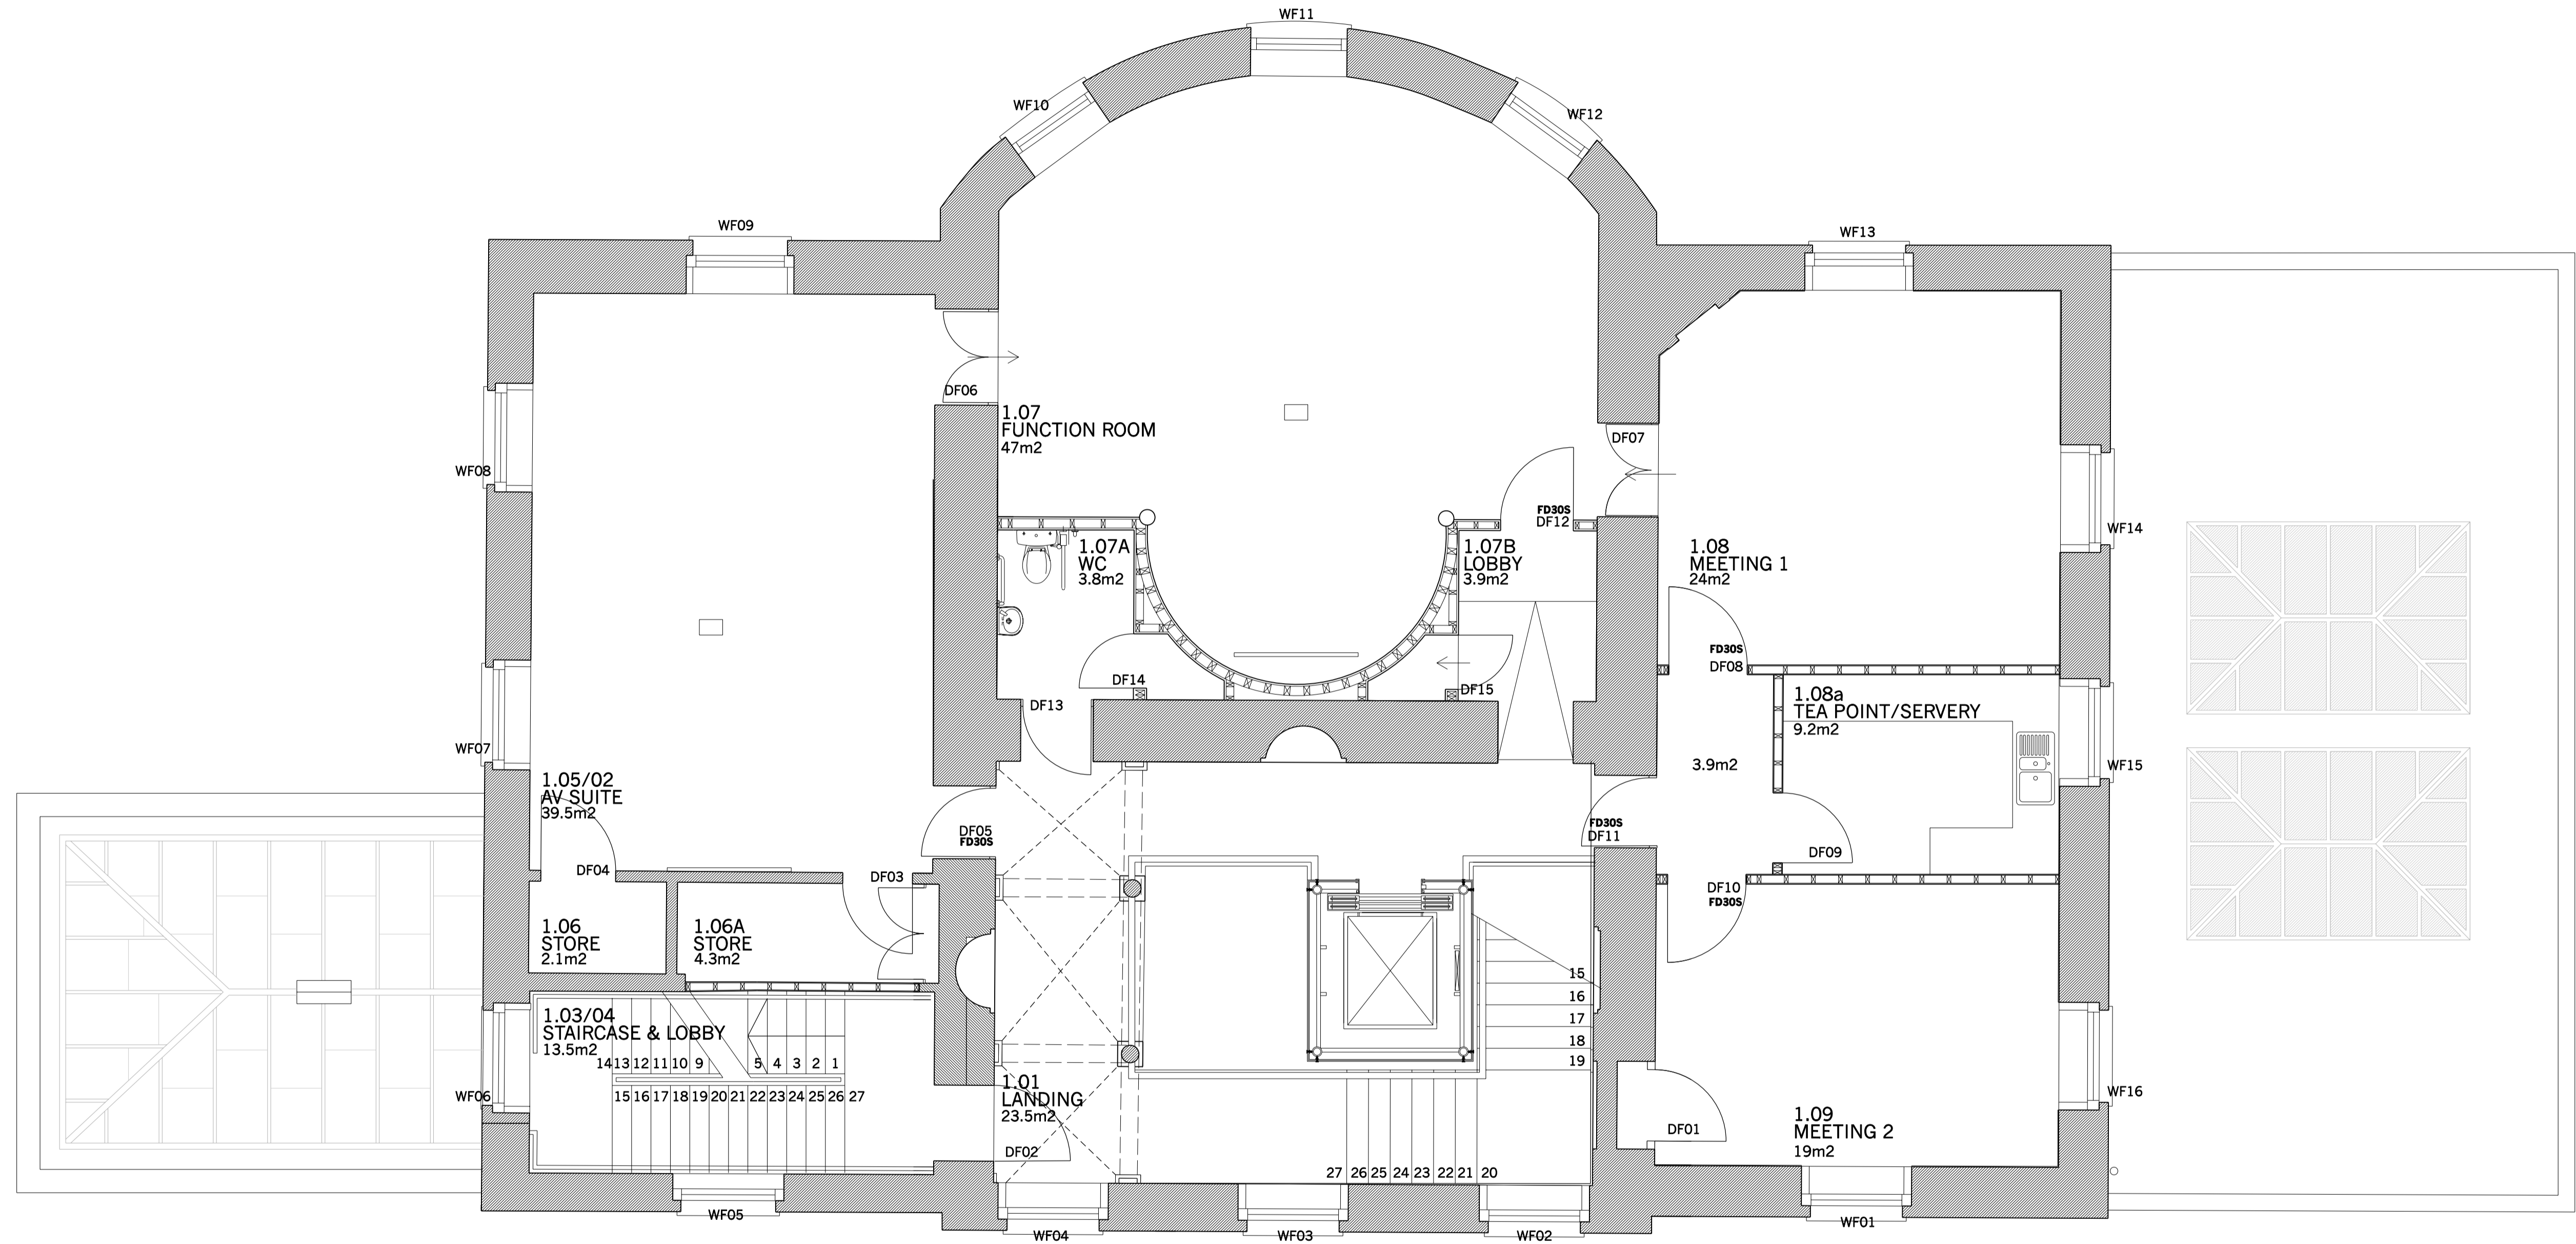 WF11
WF10
WF12
WF09
WF13
DF06
1.07
FUNCTION ROOM
47m2
DF07
WF08
FD30S
DF12
WF14
1.07A
WC
3.8m2
1.07B
LOBBY
3.9m2
1.08
MEETING 1
24m2
FD30S
DF08
DF14
DF15
DF13
1.08a
TEA POINT/SERVERY
9.2m2
WF07
3.9m2
WF15
1.05/02
AV SUITE
39.5m2
DF05
FD30S
FD30S
DF11
DF09
DF04
DF03
DF10
FD30S
1.06
STORE
2.1m2
1.06A
STORE
4.3m2
15
16
17
18
19
1.03/04
STAIRCASE & LOBBY
13.5m2
14 13 12 11 10 9 5 4 3 2 1
15 16 17 18 19 20 21 22 23 24 25 26 27
WF06
1.01
LANDING
23.5m2
WF16
DF02
DF01
1.09
MEETING 2
19m2
27 26 25 24 23 22 21 20
WF05
WF04
WF03
WF02
WF01